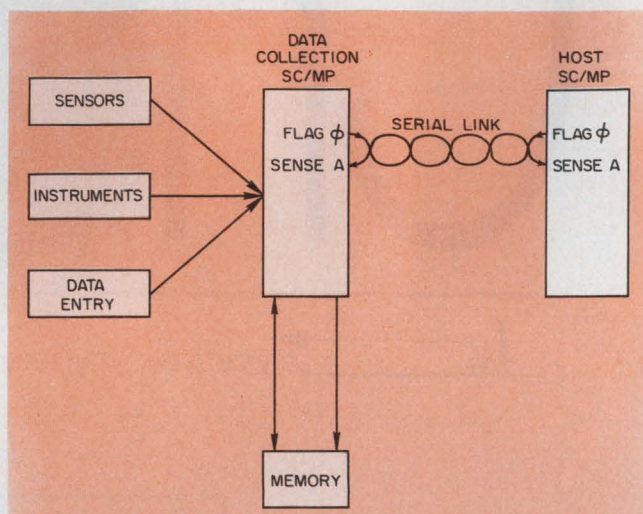 DATA
COLLECTION
SC/MP
HOST
SC/MP
SENSORS
INSTRUMENTS
DATA
ENTRY
FLAG ϕ
SENSE A
SERIAL LINK
FLAG ϕ
SENSE A
MEMORY